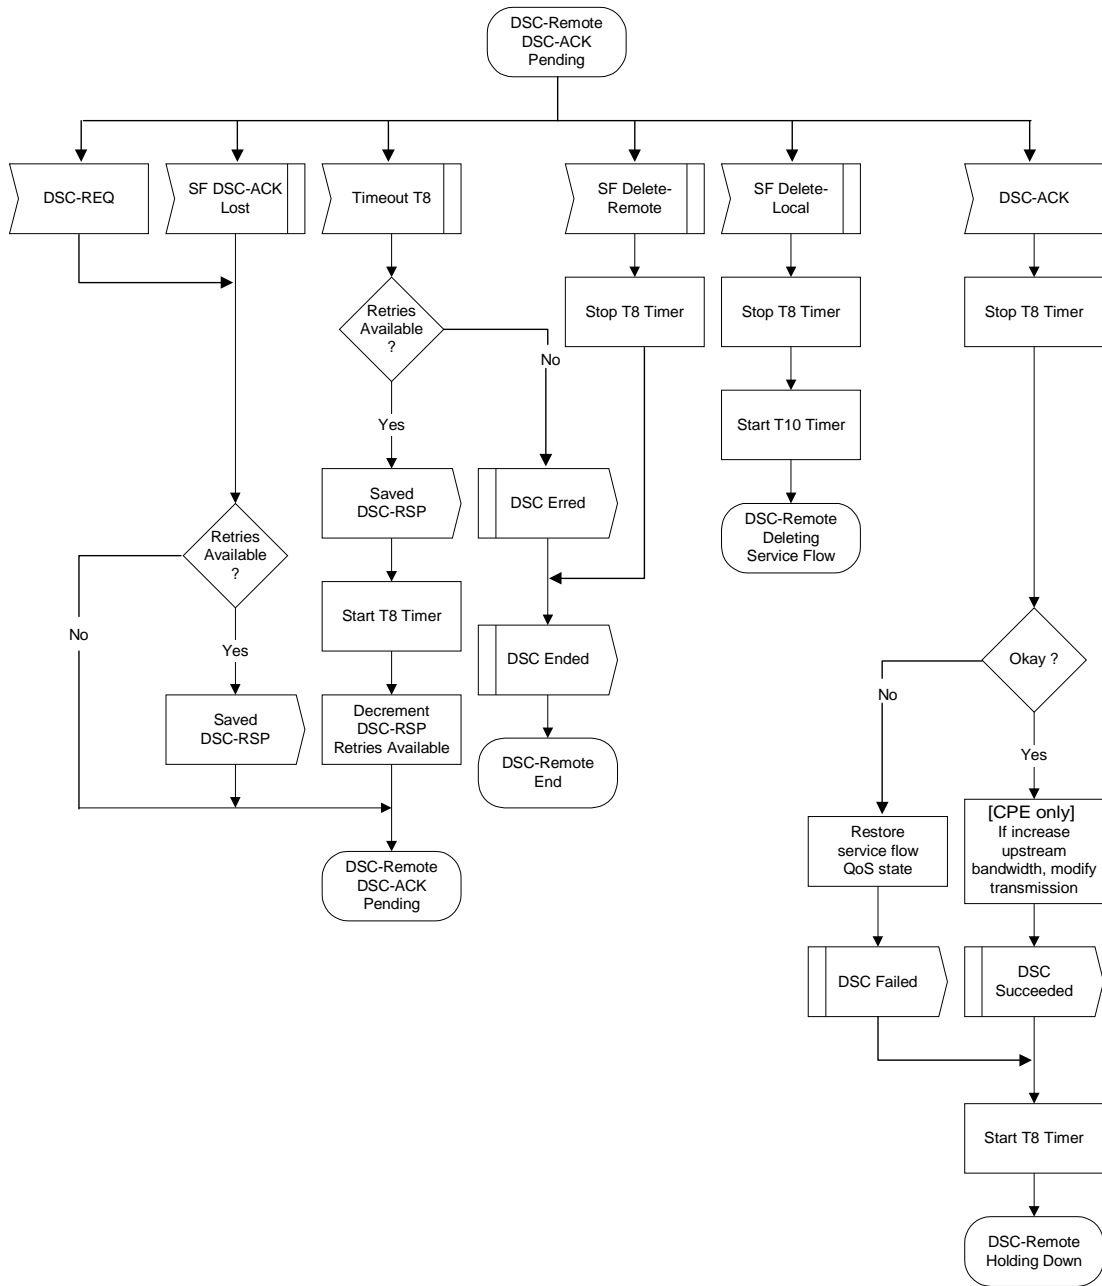 DSC-Remote
DSC-ACK
Pending
DSC-REQ
SF DSC-ACK
Lost
Timeout T8
SF Delete-
Remote
SF Delete-
Local
DSC-ACK
Retries
Available
?
Stop T8 Timer
Stop T8 Timer
Stop T8 Timer
No
Yes
Start T10 Timer
Saved
DSC-RSP
DSC Erred
DSC-Remote
Deleting
Service Flow
Retries
Available
?
Start T8 Timer
No
Yes
DSC Ended
Okay ?
No
Saved
DSC-RSP
Decrement
DSC-RSP
Retries Available
DSC-Remote
End
Yes
DSC-Remote
DSC-ACK
Pending
Restore
service flow
QoS state
[CPE only]
If increase
upstream
bandwidth, modify
transmission
DSC Failed
DSC
Succeeded
Start T8 Timer
DSC-Remote
Holding Down